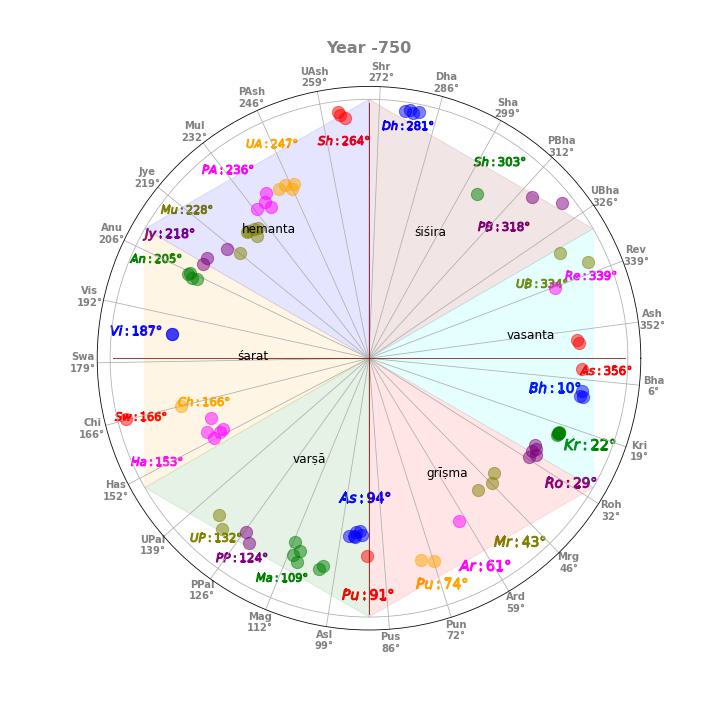 Year -750
Shr
272°
Dha
286°
Sha
299°
PBha
312°
UBha
326°
Rev
339°
Ash
352°
Bha
6°
Kri
19°
Roh
32°
Mrg
46°
Ard
59°
Pun
72°
Pus
86°
Asl
99°
Mag
112°
PPal
126°
UPal
139°
Has
152°
Chi
166°
Swa
179°
Vis
192°
Anu
206°
Jye
219°
Mul
232°
PAsh
246°
UAsh
259°
Sh:264°
Dh:281°
Sh:303°
PB:318°
UB:334°
Re:339°
As:356°
Bh:10°
Kr:22°
Ro:29°
Mr:43°
Ar:61°
Pu:74°
Pu:91°
As:94°
Ma:109°
PP:124°
UP:132°
Ha:153°
Sw:166°
Ch:166°
Vi:187°
An:205°
Jy:218°
Mu:228°
PA:236°
UA:247°
hemanta
śiśira
vasanta
grīṣma
varṣā
śarat